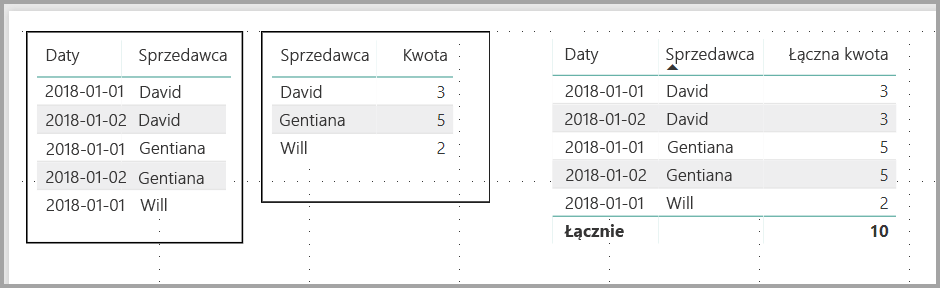 Daty Sprzedawca
2018-01-01 David
2018-01-02 David
2018-01-01 Gentiana
2018-01-02 Gentiana
2018-01-01 Will
Sprzedawca Kwota
David 3
Gentiana 5
Will 2
Daty Sprzedawca Łączna kwota
2018-01-01 David 3
2018-01-02 David 3
2018-01-01 Gentiana 5
2018-01-02 Gentiana 5
2018-01-01 Will 2
Łącznie 10